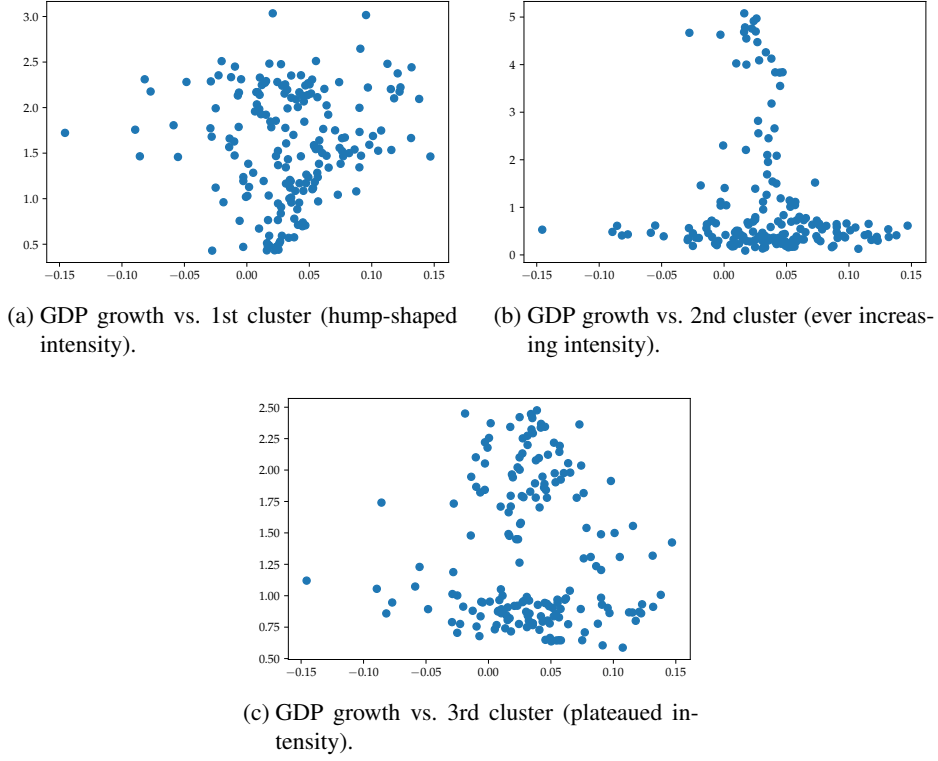 3.0
2.5
2.0
1.5
1.0
0.5
−0.15 −0.10 −0.05 0.00 0.05 0.10 0.15
5
4
3
2
1
0
−0.15 −0.10 −0.05 0.00 0.05 0.10 0.15
(a) GDP growth vs. 1st cluster (hump-shaped
intensity).
(b) GDP growth vs. 2nd cluster (ever increas-
ing intensity).
2.50
2.25
2.00
1.75
1.50
1.25
1.00
0.75
0.50
−0.15 −0.10 −0.05 0.00 0.05 0.10 0.15
(c) GDP growth vs. 3rd cluster (plateaued in-
tensity).